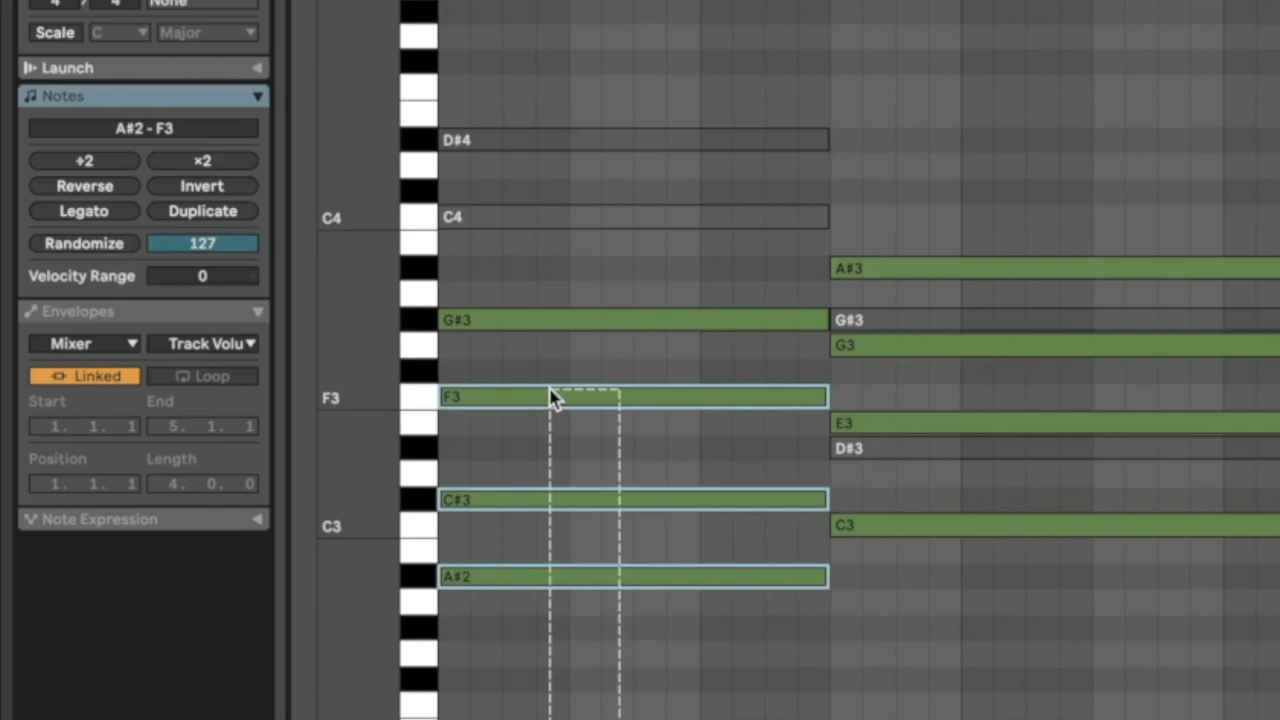 4 / 4 None
Scale C Major
Launch
Notes
A#2 - F3
÷2 ×2
Reverse Invert
Legato Duplicate
Randomize 127
Velocity Range 0
Envelopes
Mixer Track Volu
Linked Loop
Start End
1. 1. 1 5. 1. 1
Position Length
1. 1. 1 4. 0. 0
Note Expression
D#4
C4 C4
A#3
G#3 G#3
G3
F3 F3
E3
D#3
C#3
C3 C3
A#2